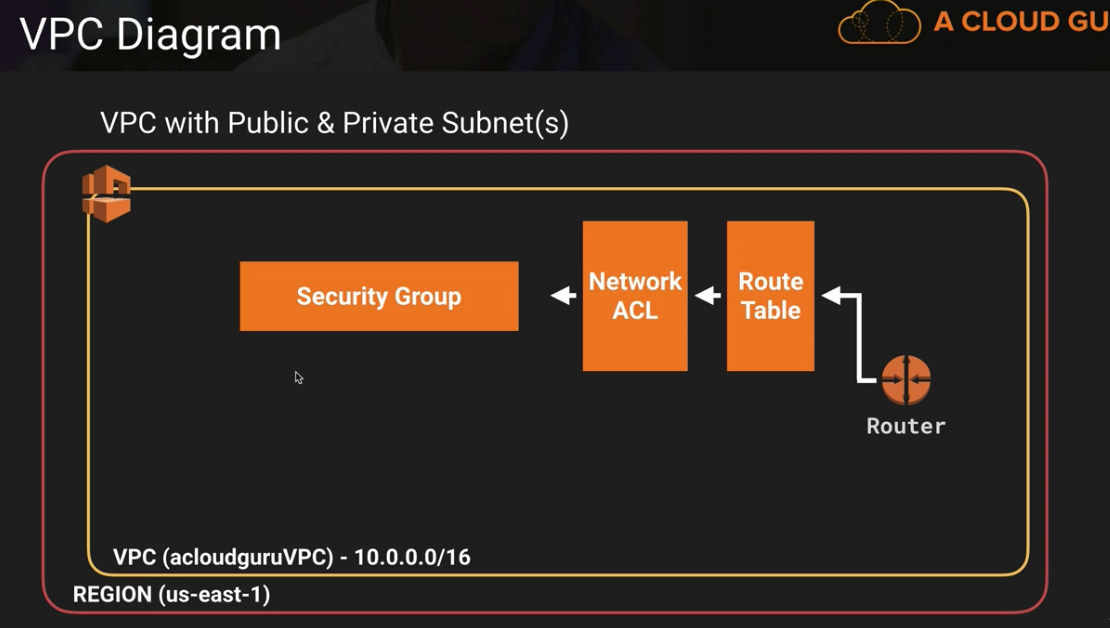 VPC Diagram
A CLOUD GU
VPC with Public & Private Subnet(s)
Security Group
Network
ACL
Route
Table
Router
VPC (acloudguruVPC) - 10.0.0.0/16
REGION (us-east-1)